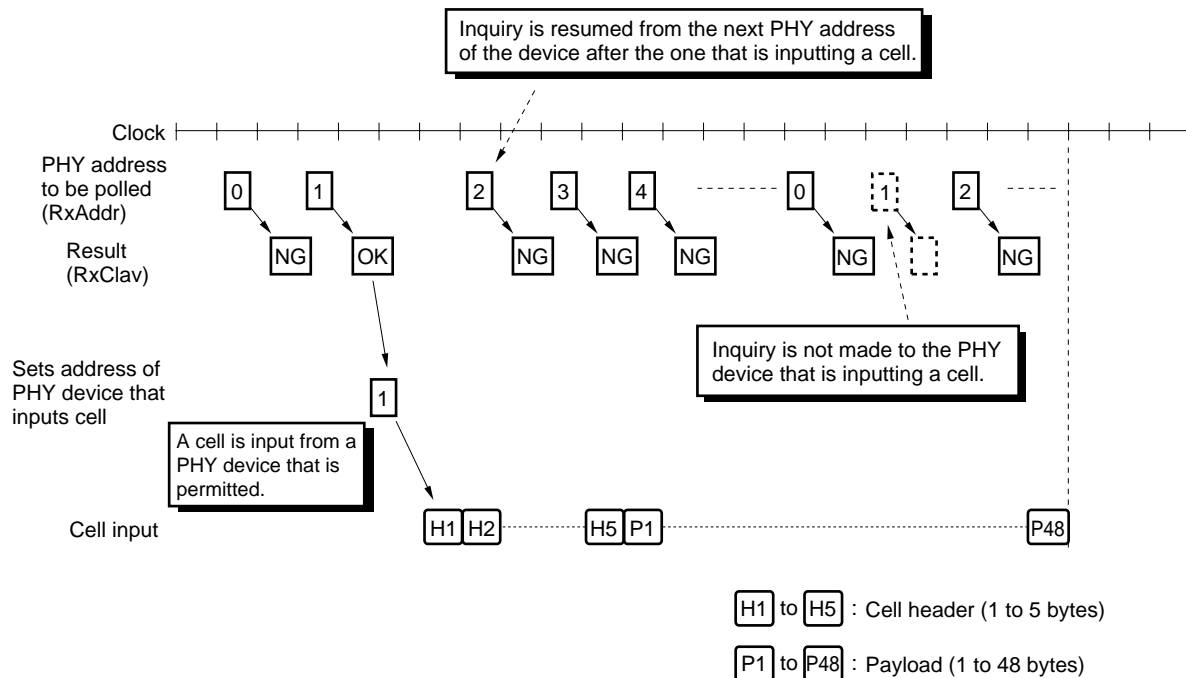 Inquiry is resumed from the next PHY address
of the device after the one that is inputting a cell.
Clock
PHY address
to be polled
(RxAddr)
0 1 2 3 4 0 1 2
Result
(RxClav)
NG OK NG NG NG NG NG
Inquiry is not made to the PHY
device that is inputting a cell.
Sets address of
PHY device that
inputs cell
1
A cell is input from a
PHY device that is
permitted.
Cell input
H1 H2 H5 P1 P48
H1 to H5 : Cell header (1 to 5 bytes)
P1 to P48 : Payload (1 to 48 bytes)